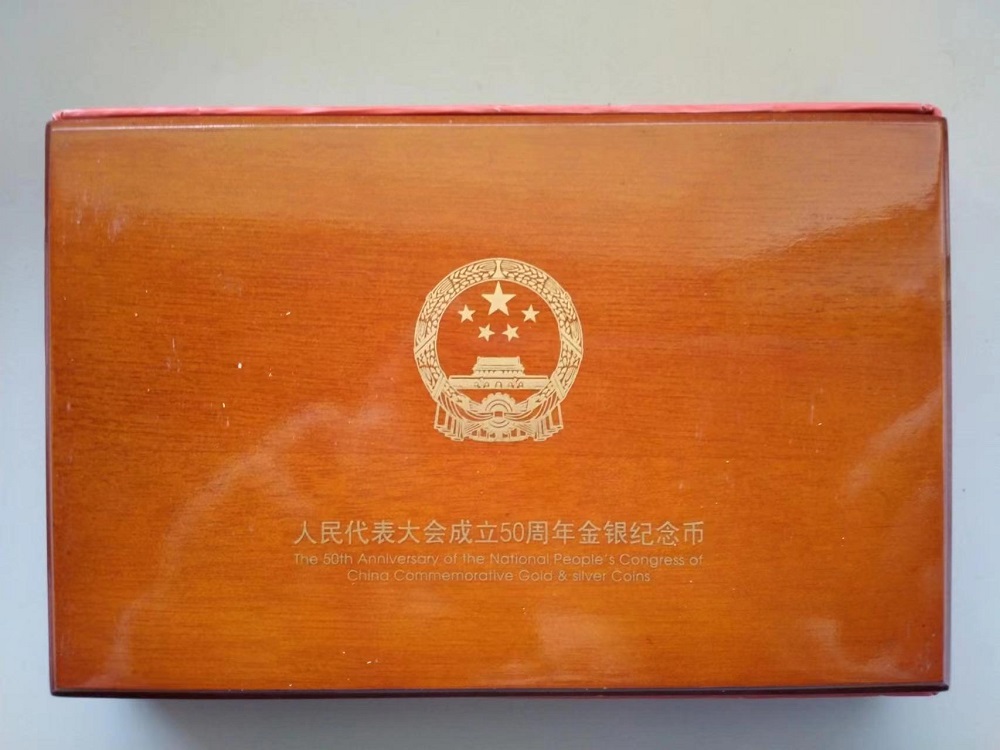 人民代表大会成立50周年金银纪念币
The 50th Anniversary of the National People's Congress of
China Commemorative Gold & silver Coins